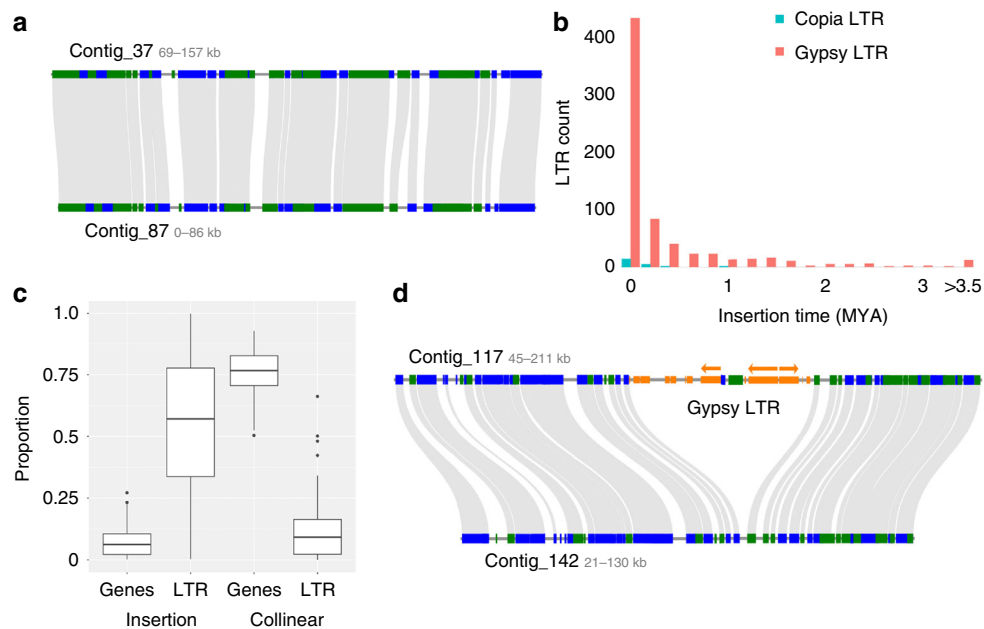 a
Contig_37 69–157 kb
Contig_87 0–86 kb
b
Copia LTR
Gypsy LTR
LTR count
400
300
200
100
0
0 1 2 3 >3.5
Insertion time (MYA)
c
Proportion
1.0
0.75
0.5
0.25
0
Genes LTR Genes LTR
Insertion Collinear
d
Contig_117 45–211 kb
Gypsy LTR
Contig_142 21–130 kb